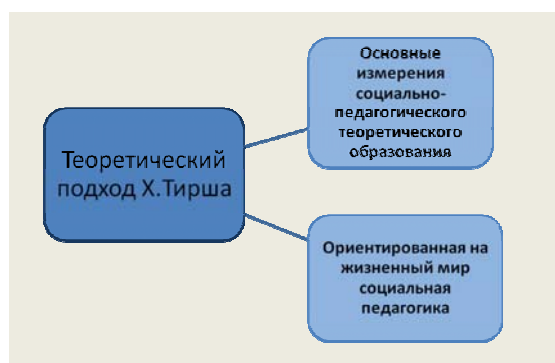 Теоретический
подход Х.Тирша
Основные
измерения
социально-
педагогического
теоретического
образования
Ориентированная на
жизненный мир
социальная
педагогика